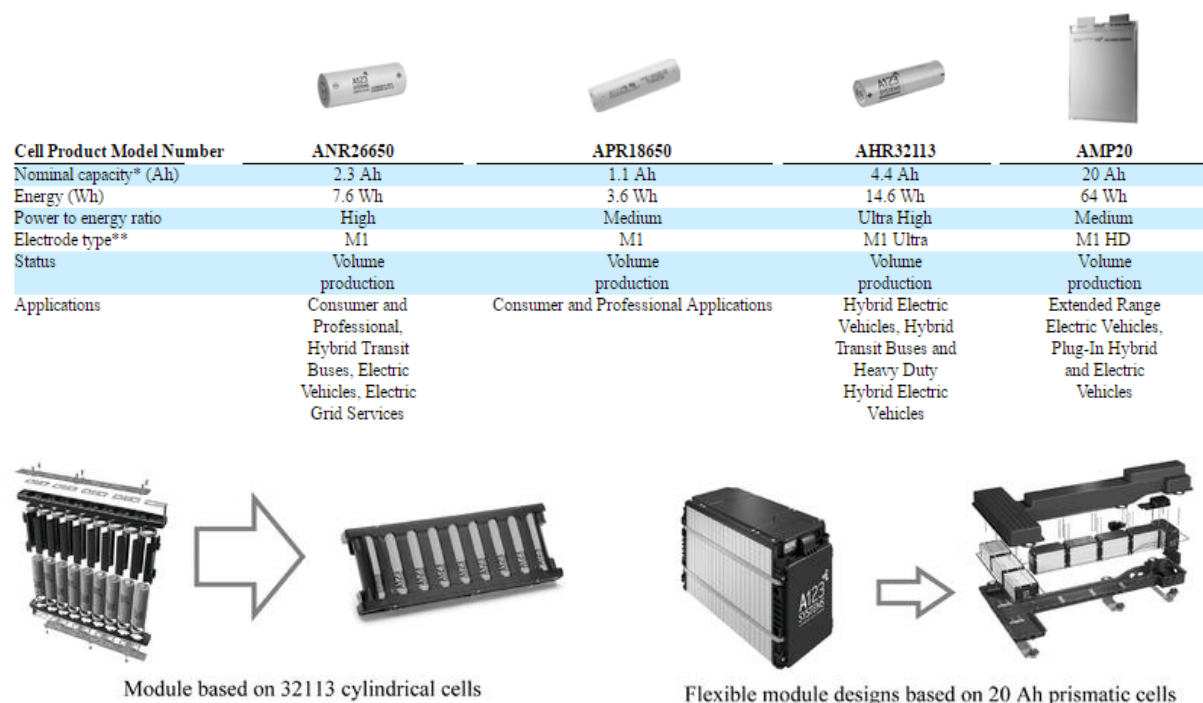 A123
SYSTEMS
A123
SYSTEMS
Cell Product Model Number ANR26650 APR18650 AHR32113 AMP20
Nominal capacity* (Ah) 2.3 Ah 1.1 Ah 4.4 Ah 20 Ah
Energy (Wh) 7.6 Wh 3.6 Wh 14.6 Wh 64 Wh
Power to energy ratio High Medium Ultra High Medium
Electrode type** M1 M1 M1 Ultra M1 HD
Status Volume Volume Volume Volume
production production production production
Applications Consumer and Consumer and Professional Applications Hybrid Electric Extended Range
Professional, Vehicles, Hybrid Electric Vehicles,
Hybrid Transit Transit Buses and Plug-In Hybrid
Buses, Electric Heavy Duty and Electric
Vehicles, Electric Hybrid Electric Vehicles
Grid Services Vehicles
A123
SYSTEMS
Module based on 32113 cylindrical cells
Flexible module designs based on 20 Ah prismatic cells